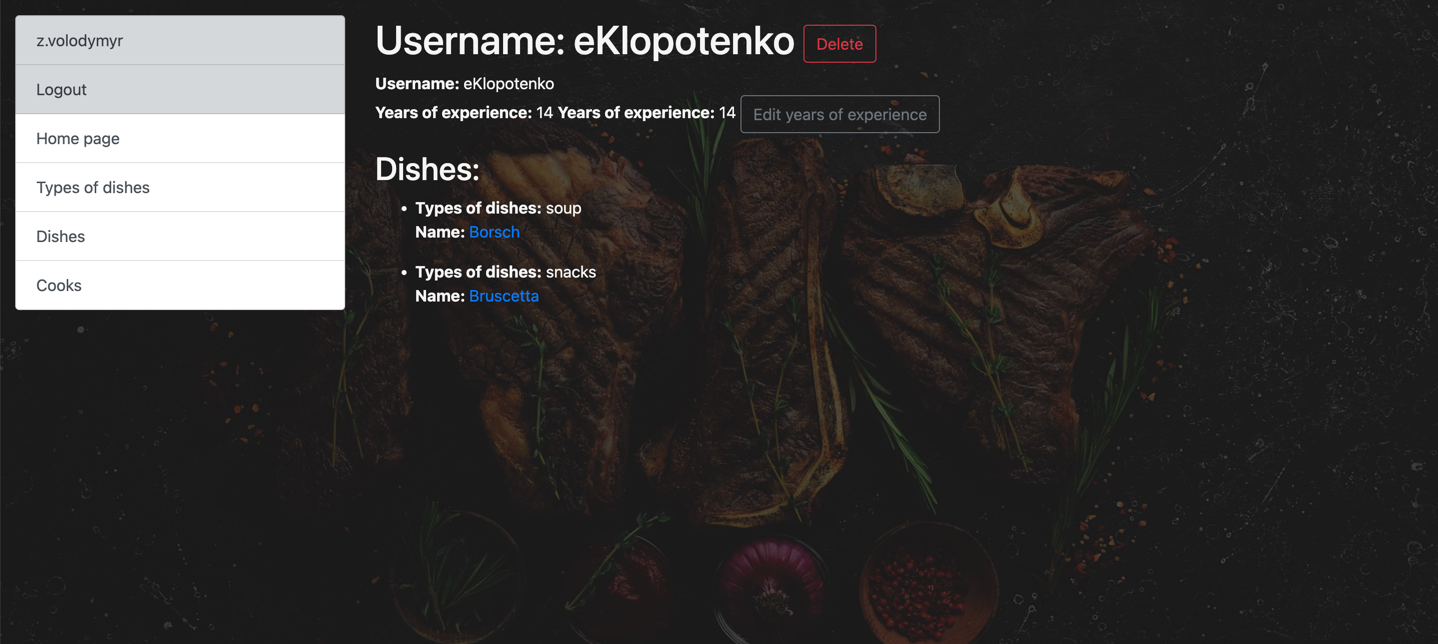 z.volodymyr
Logout
Home page
Types of dishes
Dishes
Cooks
Username: eKlopotenko Delete
Username: eKlopotenko
Years of experience: 14 Years of experience: 14 Edit years of experience
Dishes:
• Types of dishes: soup
Name: Borsch
• Types of dishes: snacks
Name: Bruscetta